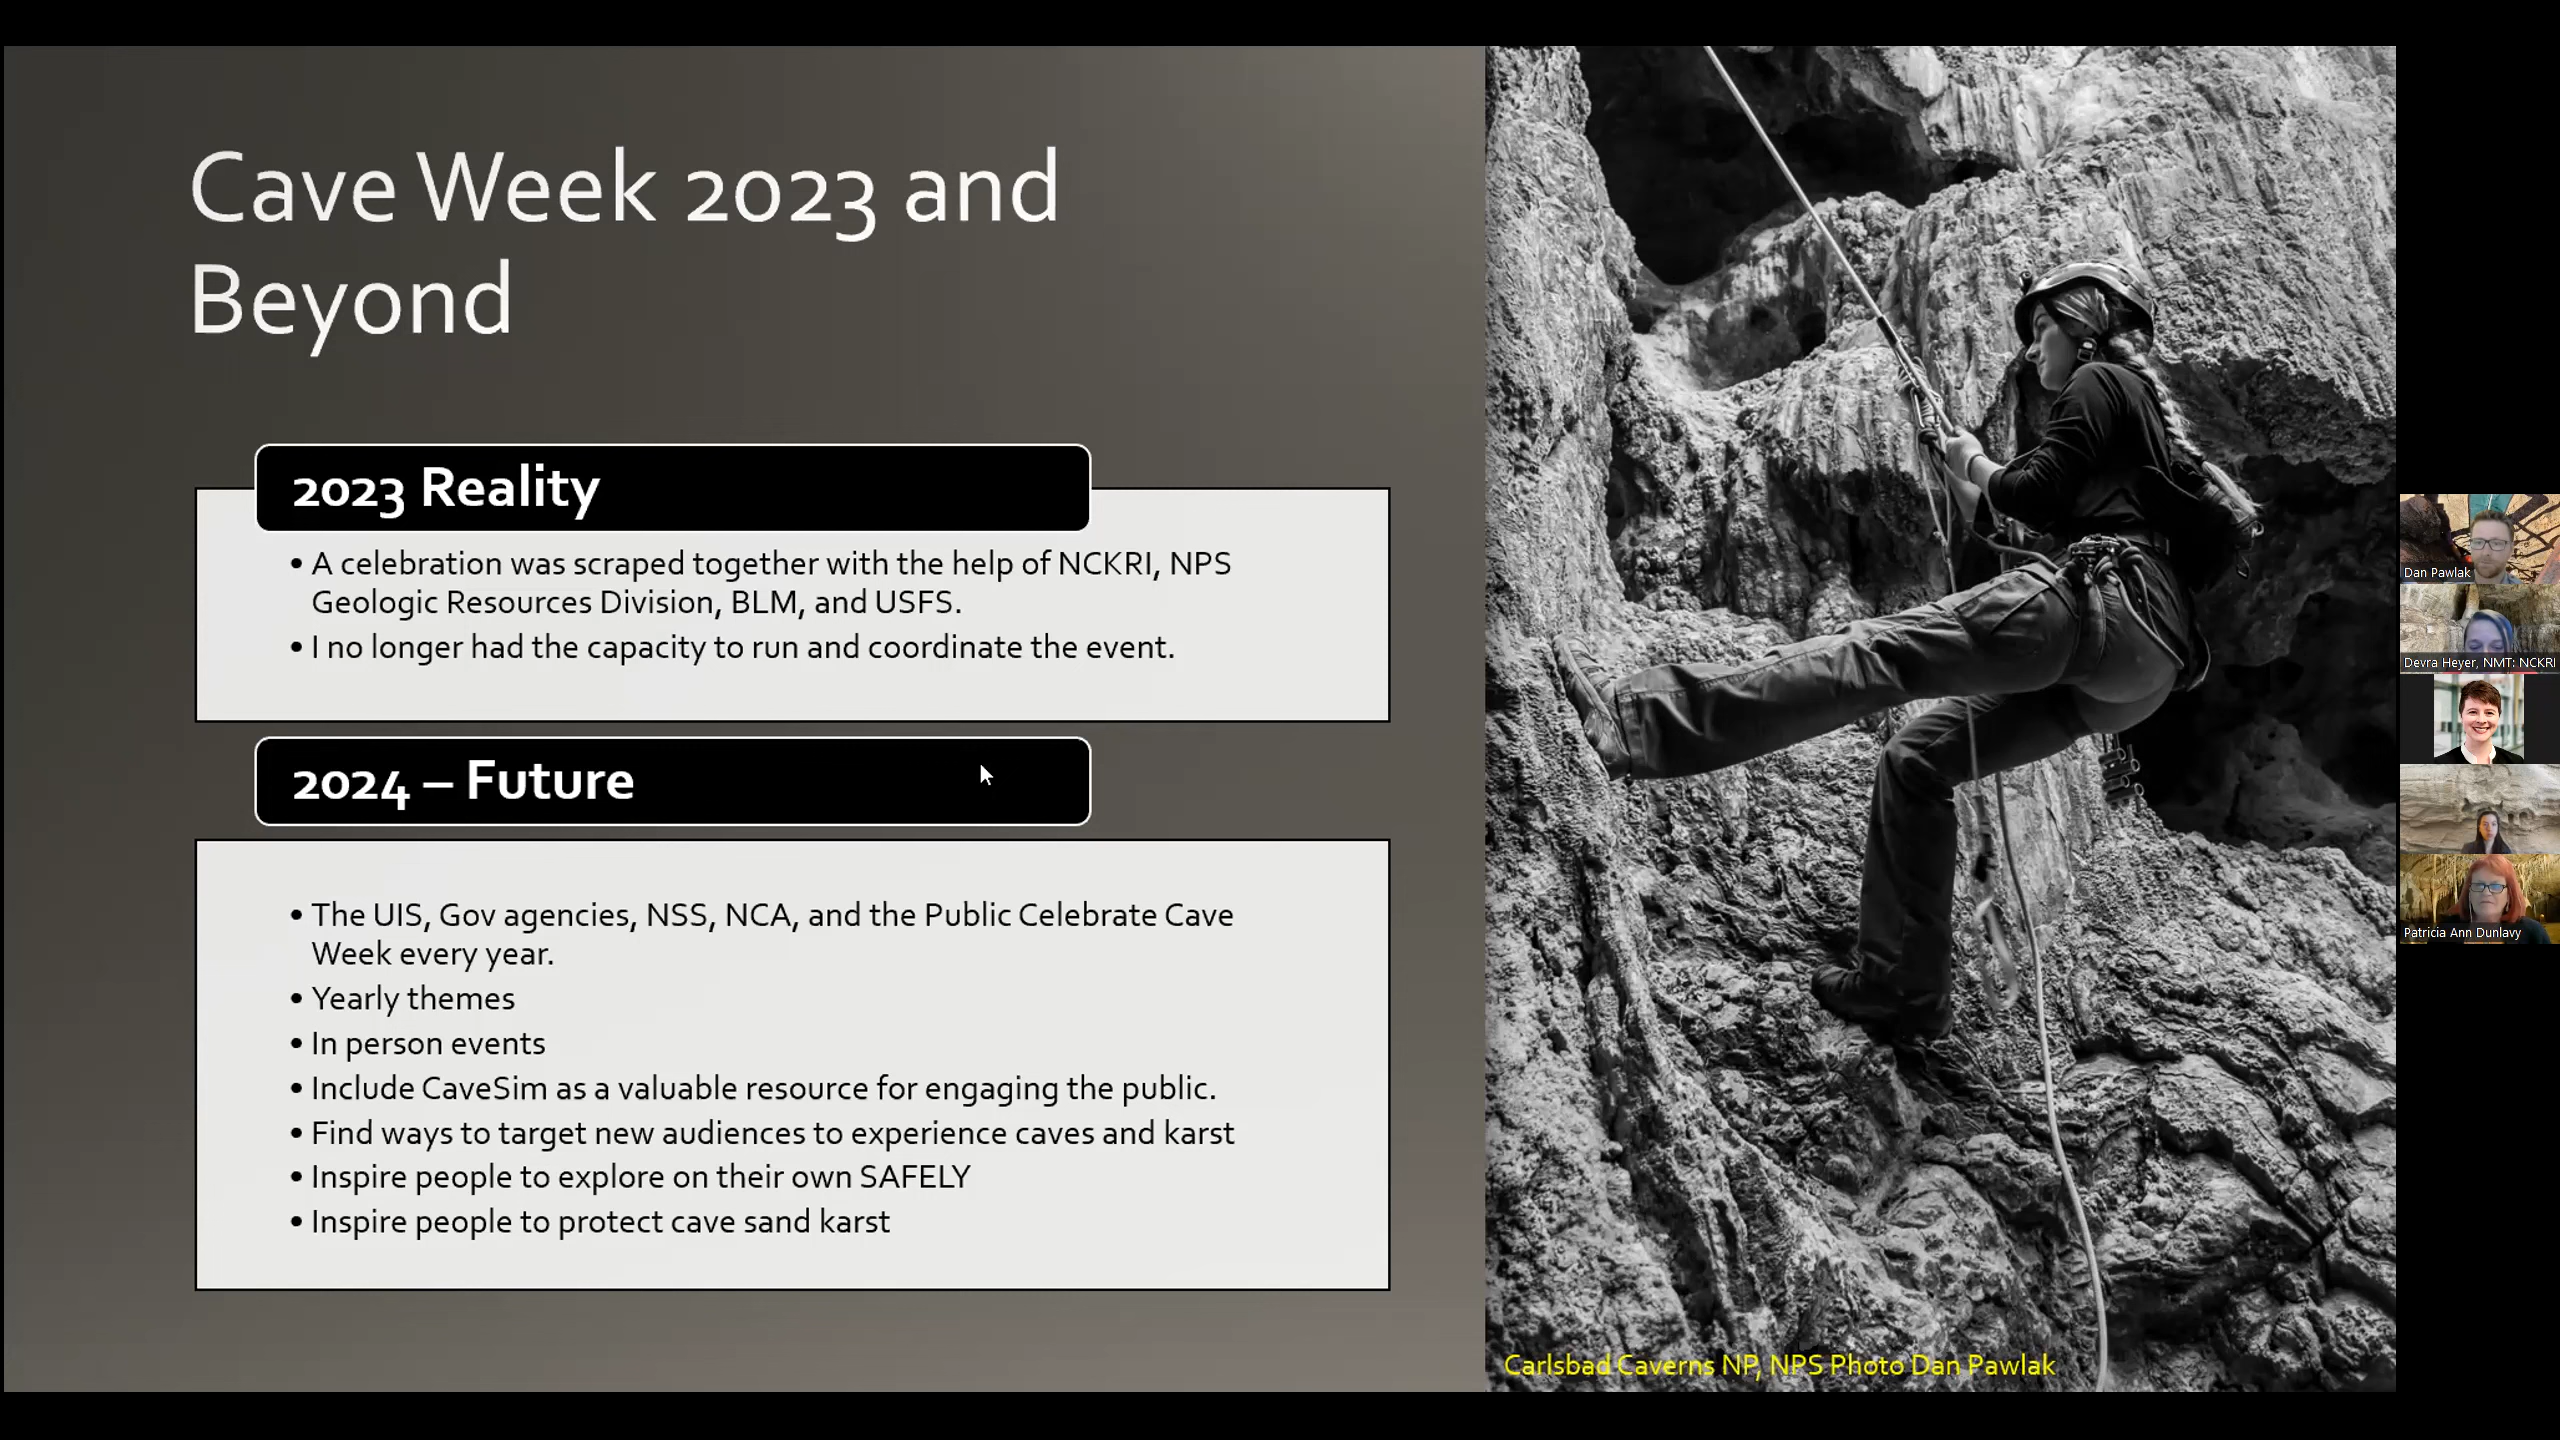 Cave Week 2023 and
Beyond
2023 Reality
• A celebration was scraped together with the help of NCKRI, NPS
Geologic Resources Division, BLM, and USFS.
• I no longer had the capacity to run and coordinate the event.
2024 – Future
• The UIS, Gov agencies, NSS, NCA, and the Public Celebrate Cave
Week every year.
• Yearly themes
• In person events
• Include CaveSim as a valuable resource for engaging the public.
• Find ways to target new audiences to experience caves and karst
• Inspire people to explore on their own SAFELY
• Inspire people to protect cave sand karst
Carlsbad Caverns NP, NPS Photo Dan Pawlak
Dan Pawlak
Devra Heyer, NMT: NCKRI
Patricia Ann Dunlavy